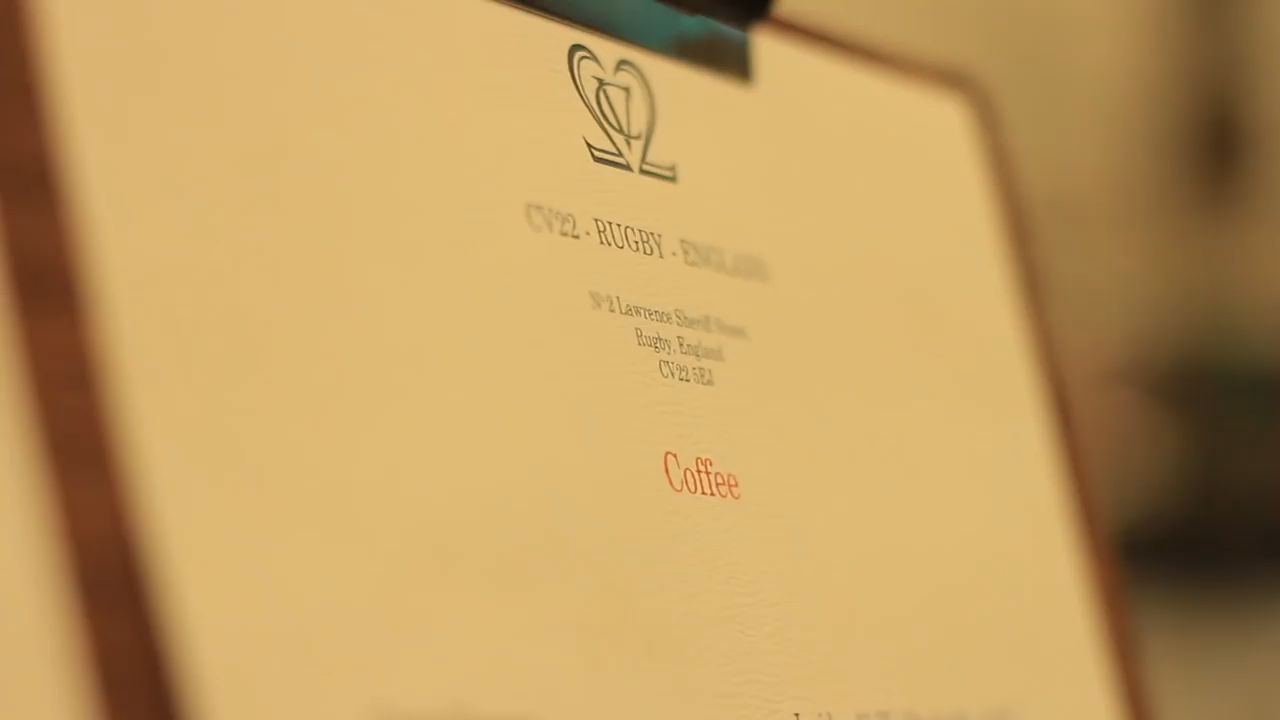 CV22 · RUGBY · ENGLAND
Nº2 Lawrence Sheriff Street,
Rugby, England
CV22 5EJ
Coffee